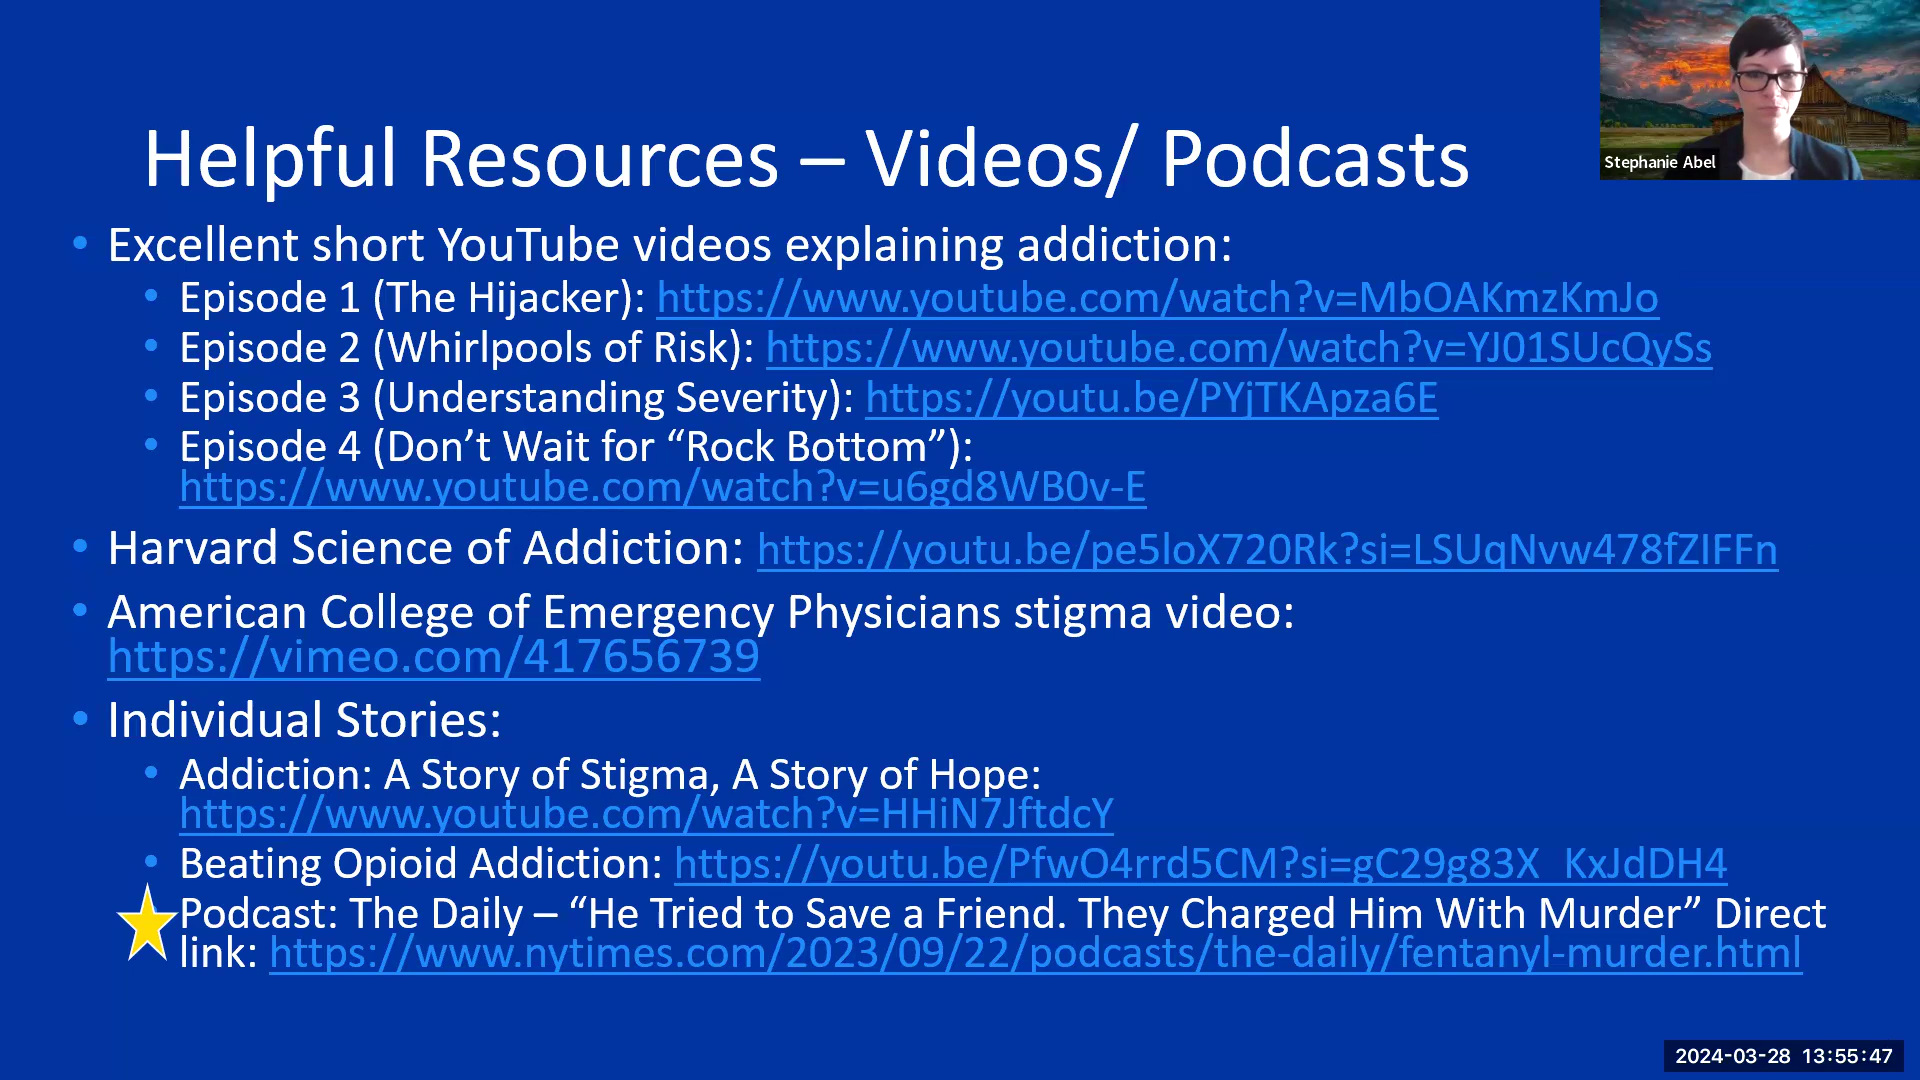 Stephanie Abel
Helpful Resources – Videos/ Podcasts
• Excellent short YouTube videos explaining addiction:
• Episode 1 (The Hijacker): https://www.youtube.com/watch?v=MbOAKmzKmJo
• Episode 2 (Whirlpools of Risk): https://www.youtube.com/watch?v=YJ01SUcQySs
• Episode 3 (Understanding Severity): https://youtu.be/PYjTKApza6E
• Episode 4 (Don’t Wait for “Rock Bottom”):
https://www.youtube.com/watch?v=u6gd8WB0v-E
• Harvard Science of Addiction: https://youtu.be/pe5loX720Rk?si=LSUqNvw478fZIFFn
• American College of Emergency Physicians stigma video:
https://vimeo.com/417656739
• Individual Stories:
• Addiction: A Story of Stigma, A Story of Hope:
https://www.youtube.com/watch?v=HHiN7JftdcY
• Beating Opioid Addiction: https://youtu.be/PfwO4rrd5CM?si=gC29g83X_KxJdDH4
Podcast: The Daily – “He Tried to Save a Friend. They Charged Him With Murder” Direct
link: https://www.nytimes.com/2023/09/22/podcasts/the-daily/fentanyl-murder.html
2024-03-28 13:55:47